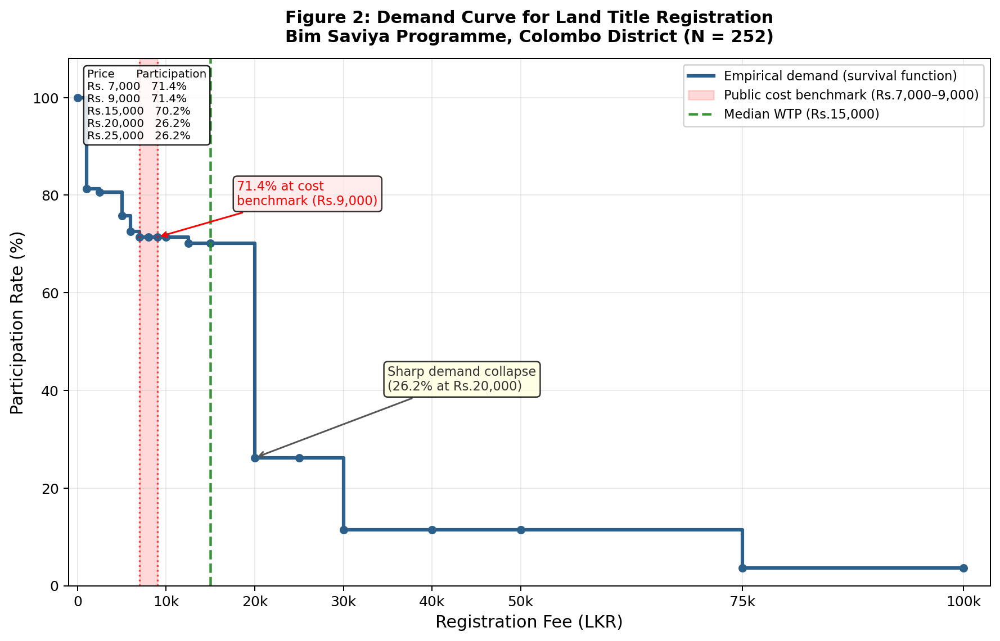 Figure 2: Demand Curve for Land Title Registration
Bim Saviya Programme, Colombo District (N = 252)
Price Participation
Rs. 7,000 71.4%
Rs. 9,000 71.4%
Rs.15,000 70.2%
Rs.20,000 26.2%
Rs.25,000 26.2%
Empirical demand (survival function)
Public cost benchmark (Rs.7,000–9,000)
Median WTP (Rs.15,000)
71.4% at cost
benchmark (Rs.9,000)
Sharp demand collapse
(26.2% at Rs.20,000)
Participation Rate (%)
100
80
60
40
20
0
0 10k 20k 30k 40k 50k 75k 100k
Registration Fee (LKR)